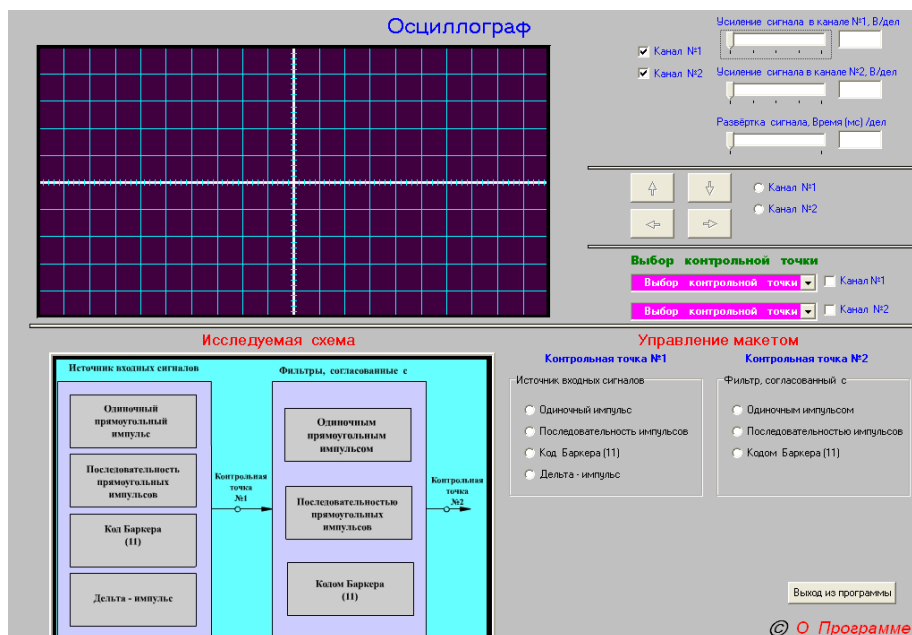 Осциллограф
Усиление сигнала в канале №1, В/дел
Канал №1
Канал №2
Усиление сигнала в канале №2, В/дел
Развёртка сигнала, Время (мс) /дел
Канал №1
Канал №2
Выбор контрольной точки
Выбор контрольной точки
Канал №1
Выбор контрольной точки
Канал №2
Исследуемая схема
Источник входных сигналов
Одиночный
прямоугольный
импульс
Последовательность
прямоугольных
импульсов
Код Баркера
(11)
Дельта - импульс
Контрольная
точка
№1
Фильтры, согласованные с
Одиночным
прямоугольным
импульсом
Последовательностью
прямоугольных
импульсов
Кодом Баркера
(11)
Контрольная
точка
№2
Управление макетом
Контрольная точка №1
Источник входных сигналов
Одиночный импульс
Последовательность импульсов
Код Баркера (11)
Дельта - импульс
Контрольная точка №2
Фильтр, согласованный с
Одиночным импульсом
Последовательностью импульсов
Кодом Баркера (11)
Выход из программы
© О Программе